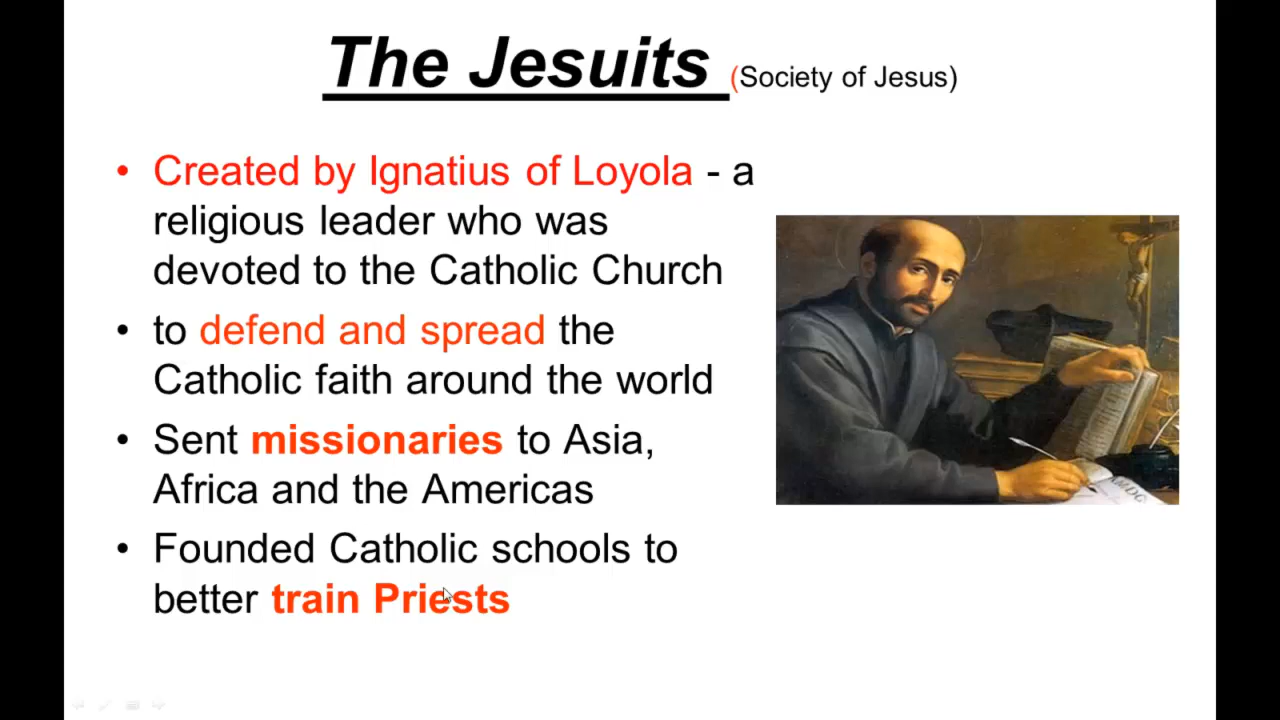 The Jesuits (Society of Jesus)
• Created by Ignatius of Loyola - a
religious leader who was
devoted to the Catholic Church
• to defend and spread the
Catholic faith around the world
• Sent missionaries to Asia,
Africa and the Americas
• Founded Catholic schools to
better train Priests
AMDG